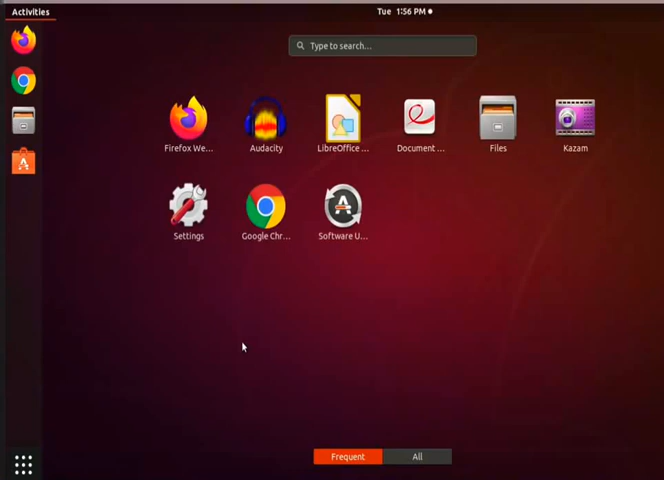 Activities
Tue 1:56 PM
Type to search...
Firefox We...
Audacity
LibreOffice ...
Document ...
Files
Kazam
Settings
Google Chr...
Software U...
Frequent
All